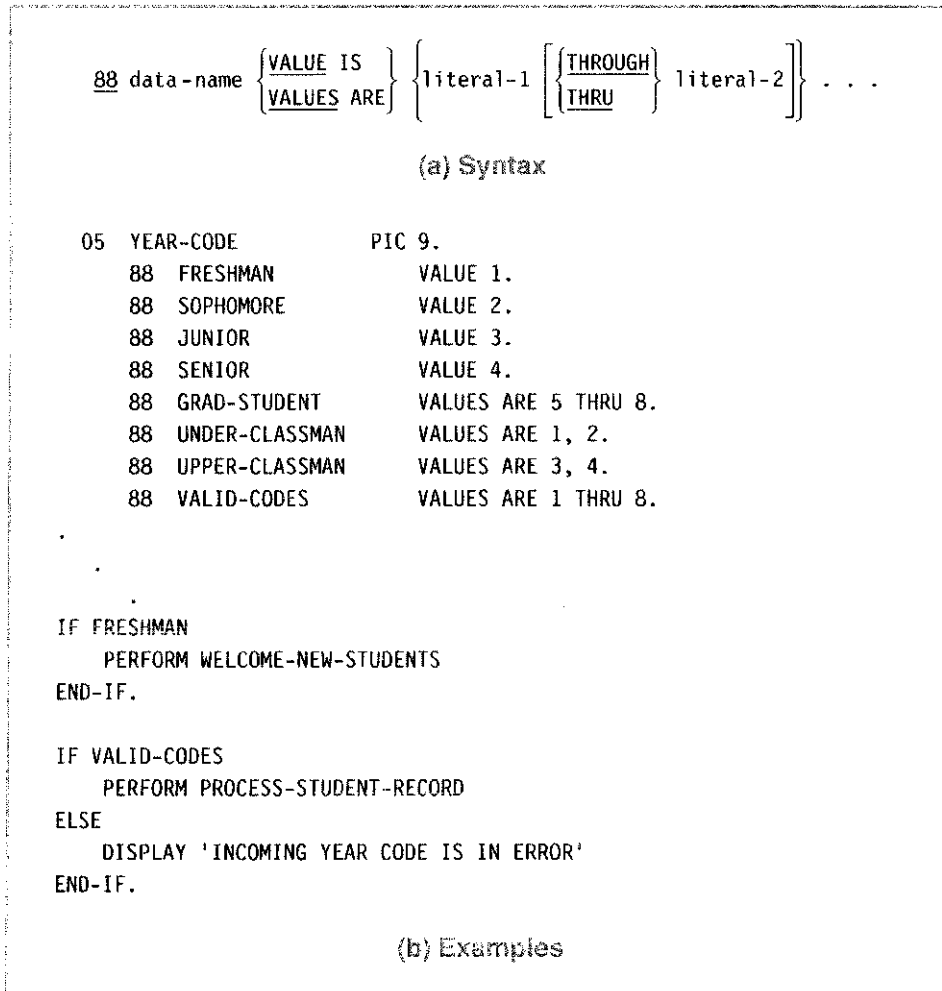 88 data-name {VALUE IS / VALUES ARE} {literal-1 [{THROUGH / THRU} literal-2]} . . .
(a) Syntax
05 YEAR-CODE PIC 9.
88 FRESHMAN VALUE 1.
88 SOPHOMORE VALUE 2.
88 JUNIOR VALUE 3.
88 SENIOR VALUE 4.
88 GRAD-STUDENT VALUES ARE 5 THRU 8.
88 UNDER-CLASSMAN VALUES ARE 1, 2.
88 UPPER-CLASSMAN VALUES ARE 3, 4.
88 VALID-CODES VALUES ARE 1 THRU 8.
.
.
.
IF FRESHMAN
PERFORM WELCOME-NEW-STUDENTS
END-IF.
IF VALID-CODES
PERFORM PROCESS-STUDENT-RECORD
ELSE
DISPLAY 'INCOMING YEAR CODE IS IN ERROR'
END-IF.
(b) Examples